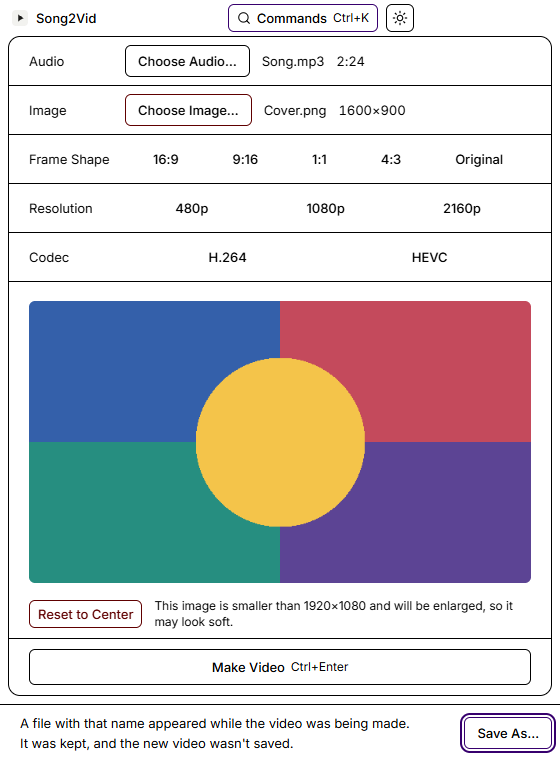 Song2Vid Commands Ctrl+K
Audio Choose Audio... Song.mp3 2:24
Image Choose Image... Cover.png 1600×900
Frame Shape 16:9 9:16 1:1 4:3 Original
Resolution 480p 1080p 2160p
Codec H.264 HEVC
Reset to Center
This image is smaller than 1920×1080 and will be enlarged, so it
may look soft.
Make Video Ctrl+Enter
A file with that name appeared while the video was being made.
It was kept, and the new video wasn't saved.
Save As...